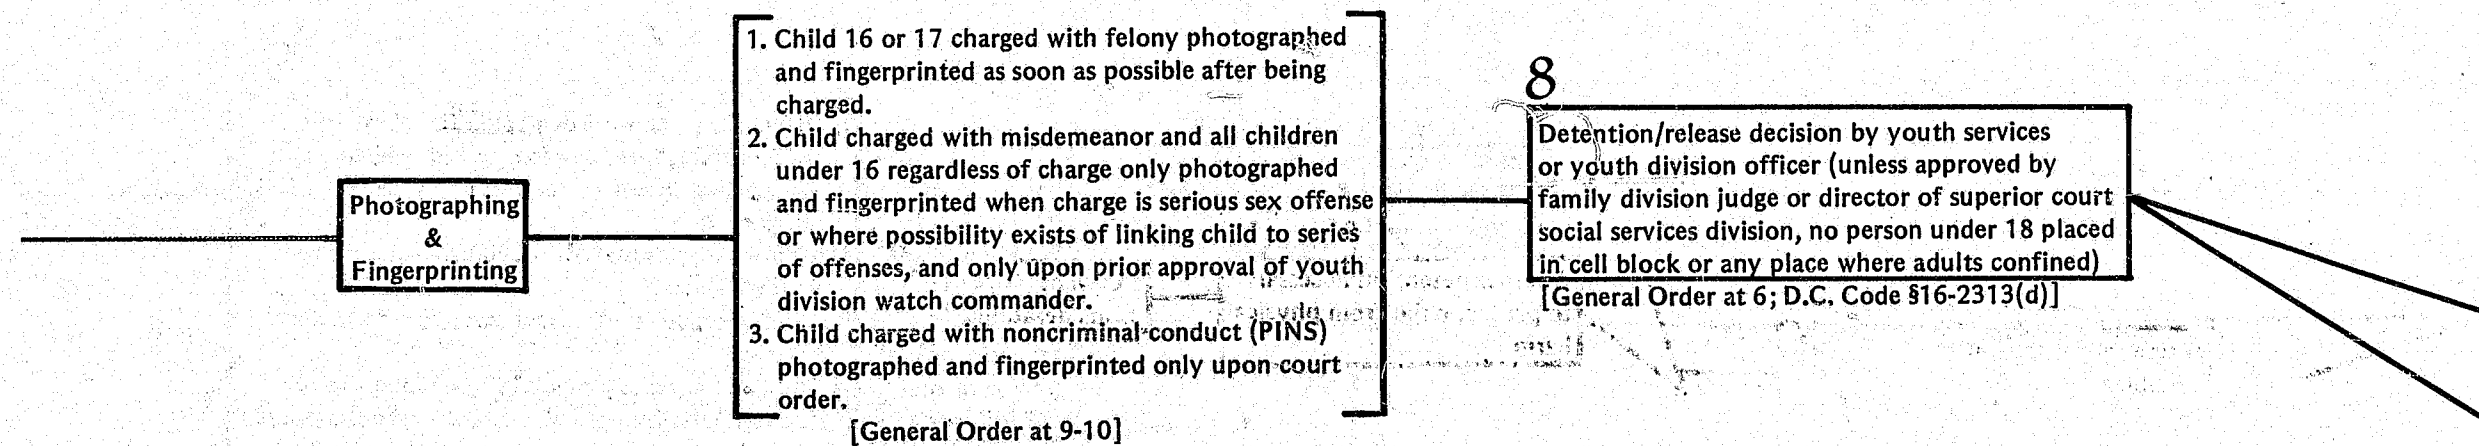 Photographing
&
Fingerprinting
1. Child 16 or 17 charged with felony photographed
and fingerprinted as soon as possible after being
charged.
2. Child charged with misdemeanor and all children
under 16 regardless of charge only photographed
and fingerprinted when charge is serious sex offense
or where possibility exists of linking child to series
of offenses, and only upon prior approval of youth
division watch commander.
3. Child charged with noncriminal conduct (PINS)
photographed and fingerprinted only upon court
order.
[General Order at 9-10]
8
Detention/release decision by youth services
or youth division officer (unless approved by
family division judge or director of superior court
social services division, no person under 18 placed
in cell block or any place where adults confined)
[General Order at 6; D.C. Code §16-2313(d)]